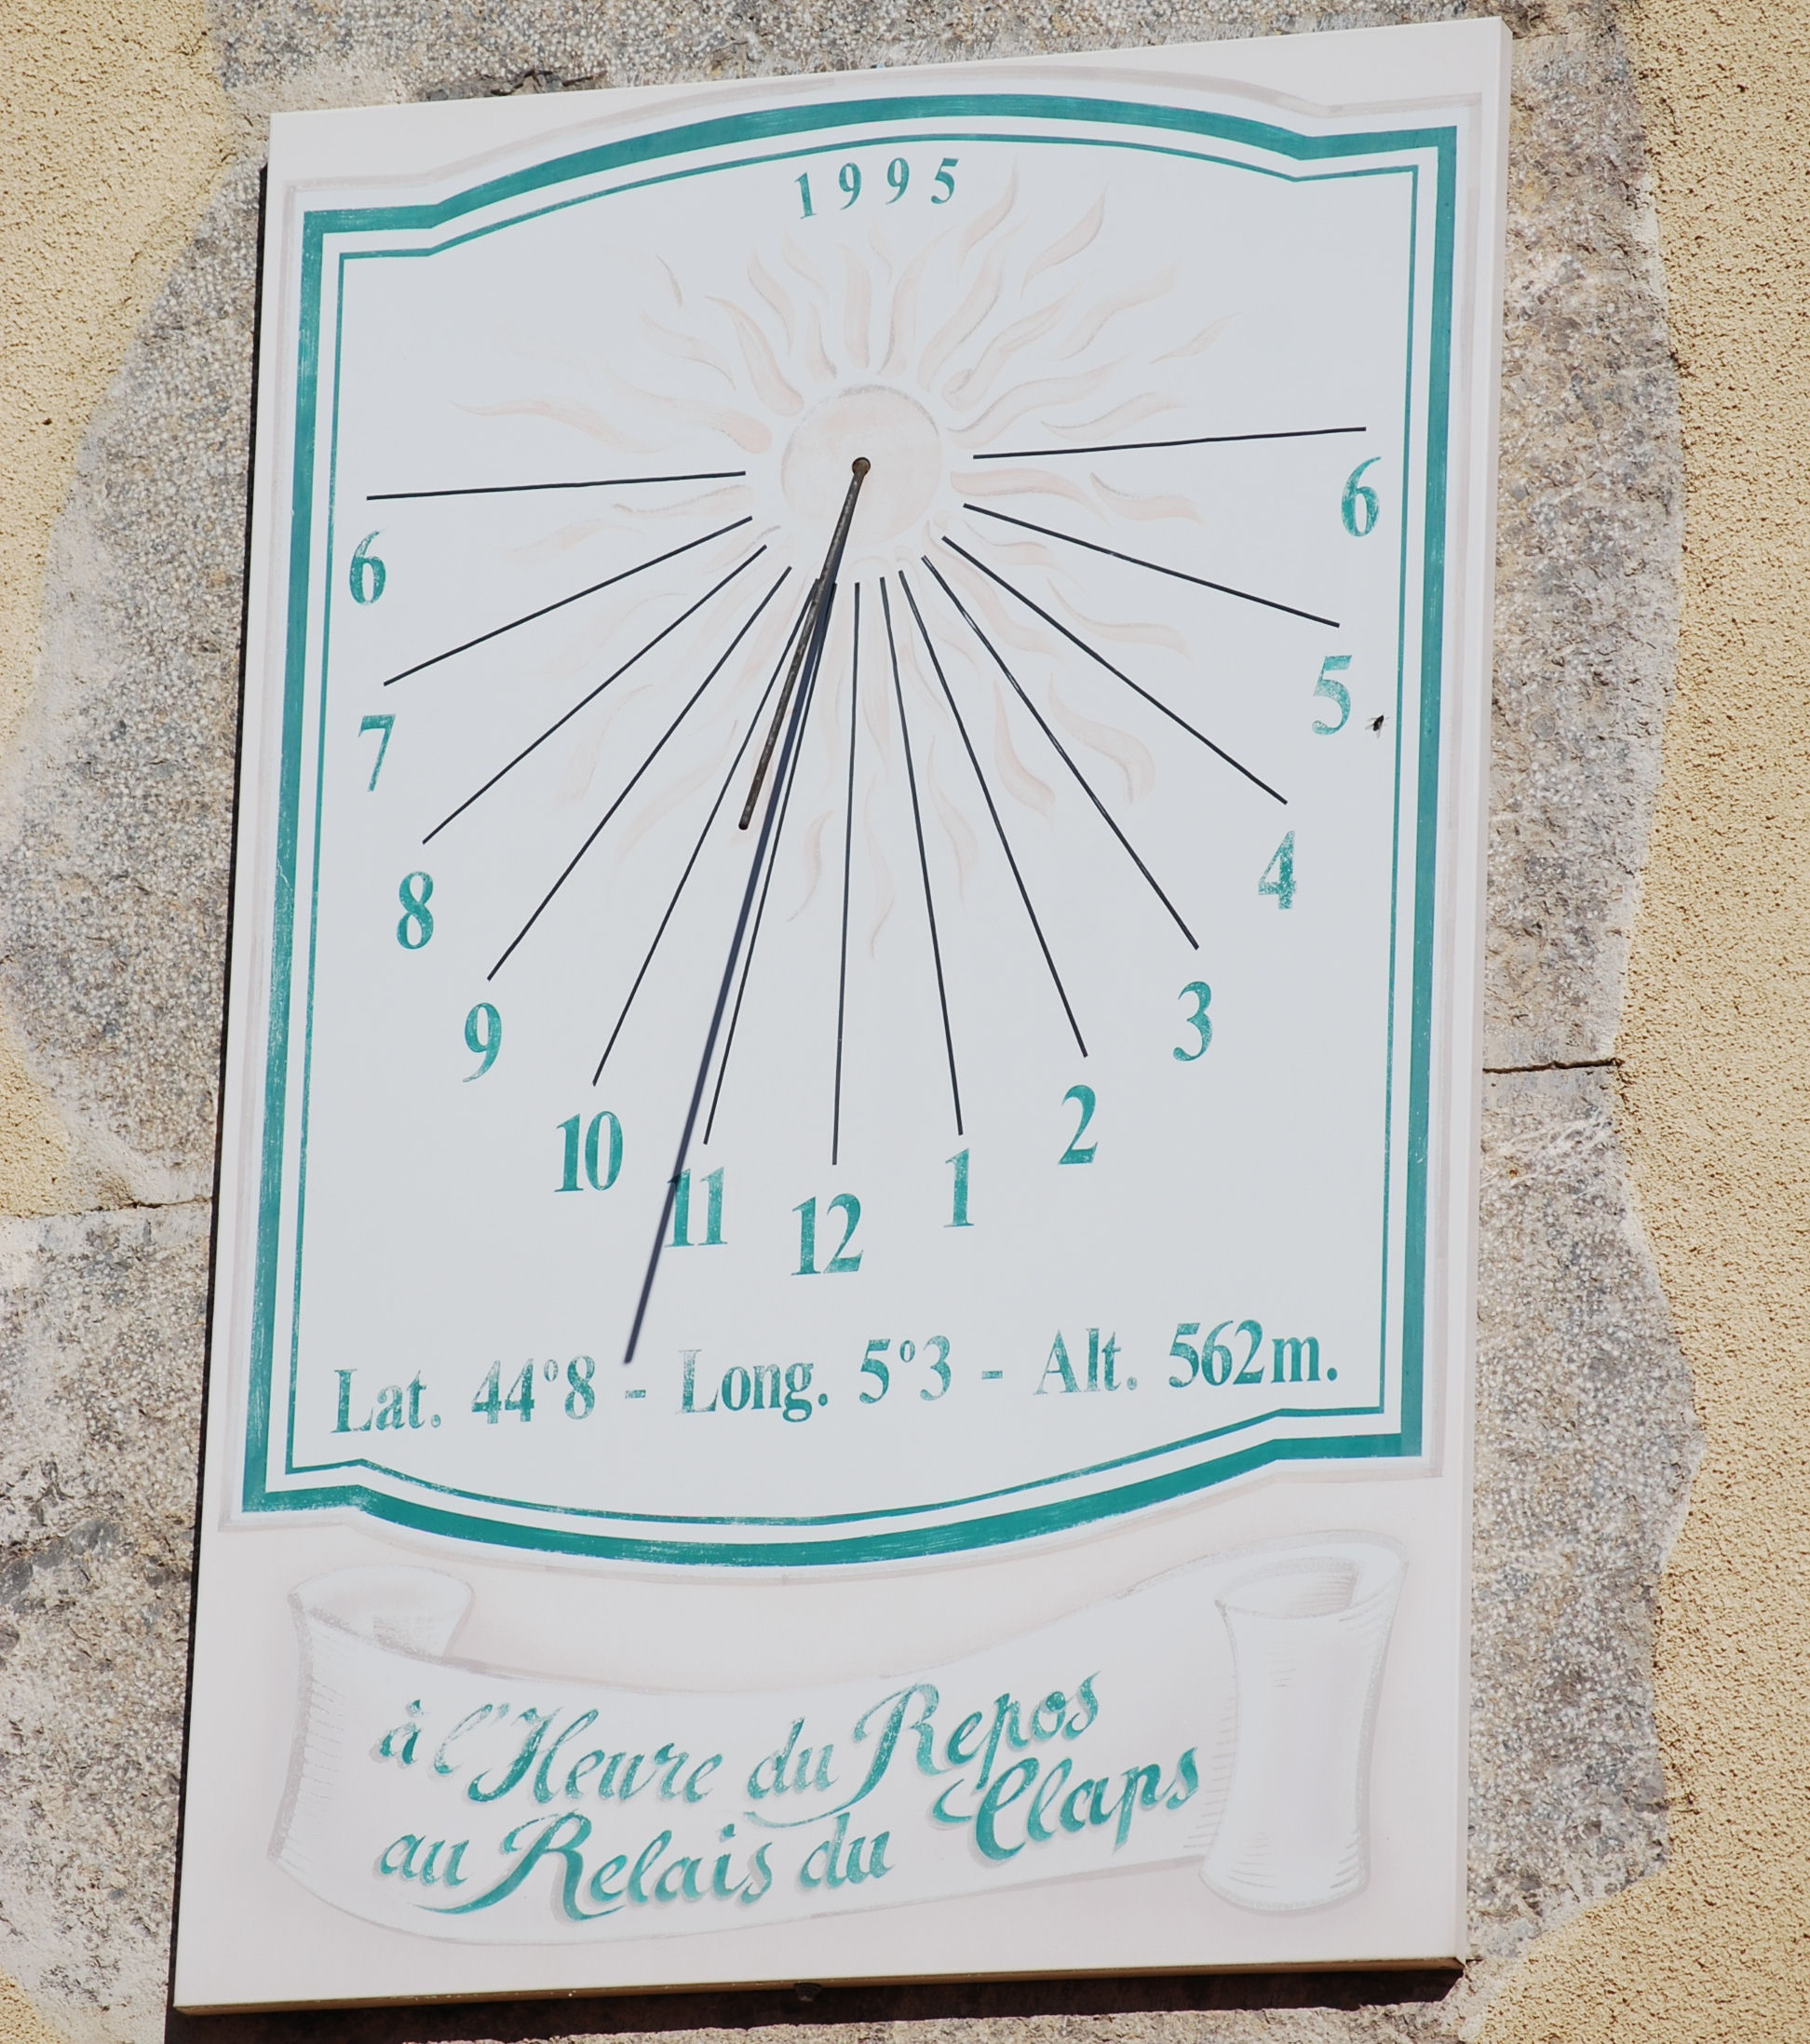 1995
6 6
7 5
8 4
9 3
10 2
11 12 1
Lat. 44°8 - Long. 5°3 - Alt. 562m.
à l'Heure du Repos
au Relais du Claps